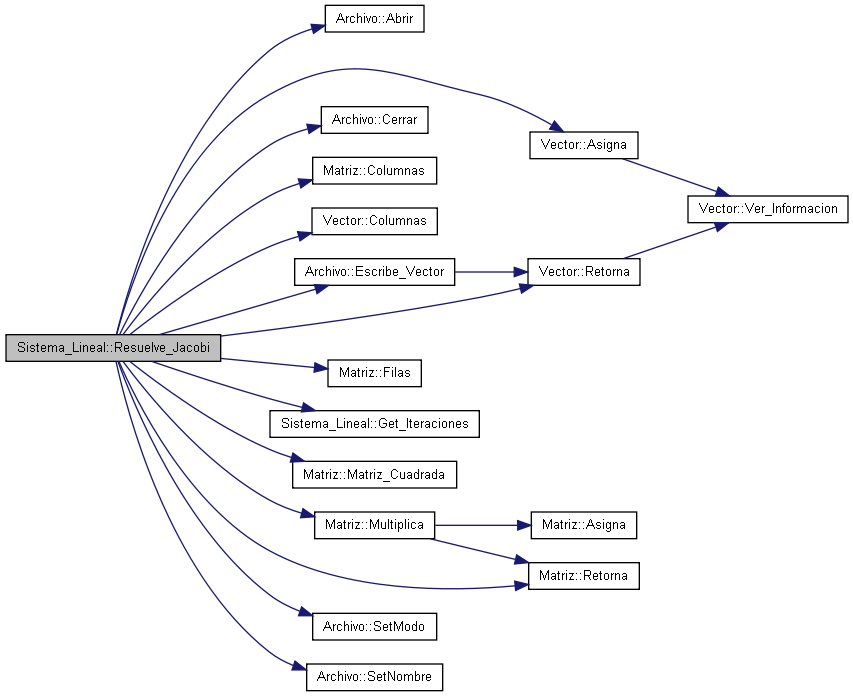 Archivo::Abrir
Archivo::Cerrar
Vector::Asigna
Matriz::Columnas
Vector::Ver_Informacion
Vector::Columnas
Archivo::Escribe_Vector
Vector::Retorna
Sistema_Lineal::Resuelve_Jacobi
Matriz::Filas
Sistema_Lineal::Get_Iteraciones
Matriz::Matriz_Cuadrada
Matriz::Multiplica
Matriz::Asigna
Matriz::Retorna
Archivo::SetModo
Archivo::SetNombre